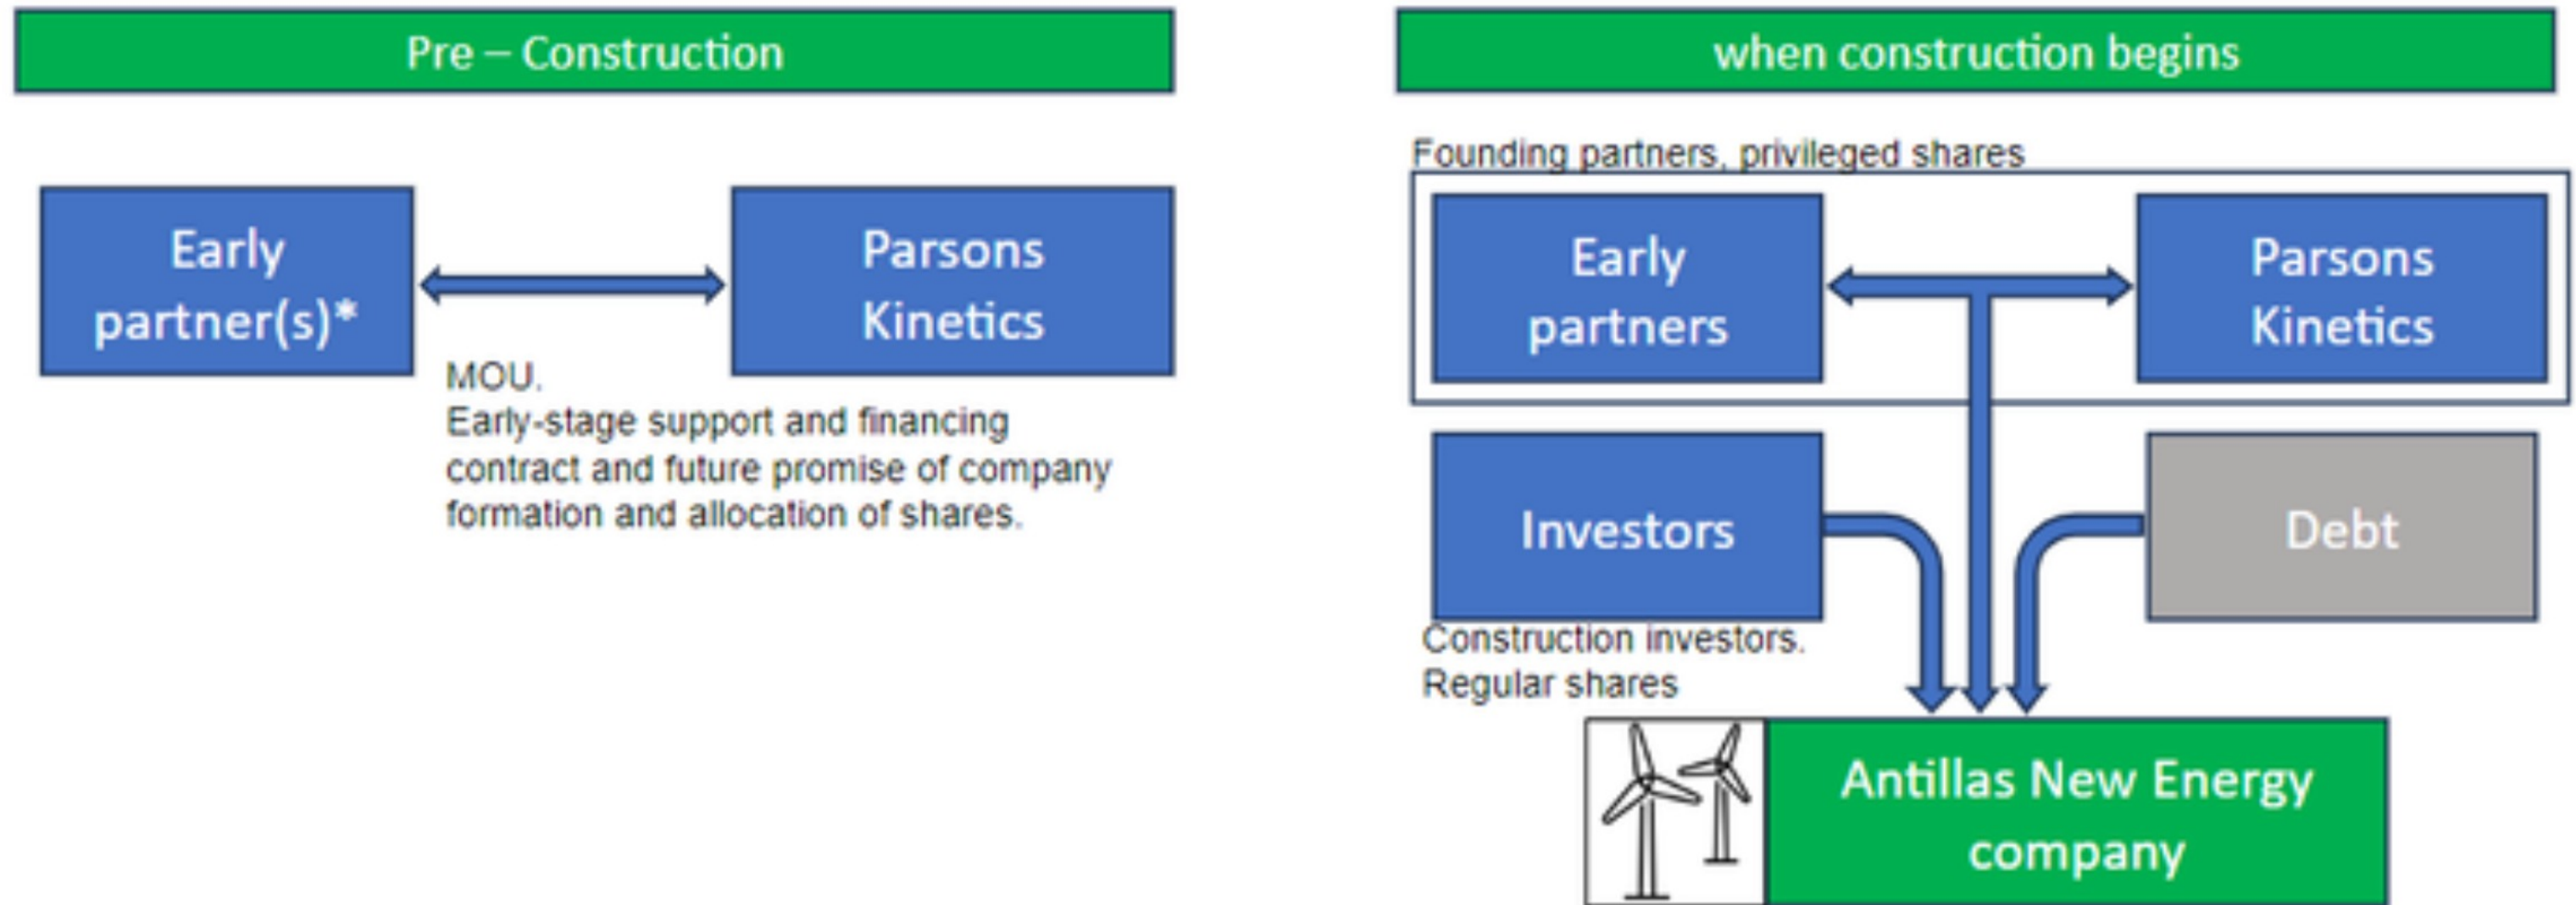 Pre – Construction
Early
partner(s)*
Parsons
Kinetics
MOU.
Early-stage support and financing
contract and future promise of company
formation and allocation of shares.
when construction begins
Founding partners, privileged shares
Early
partners
Parsons
Kinetics
Investors
Debt
Construction investors.
Regular shares
Antillas New Energy
company